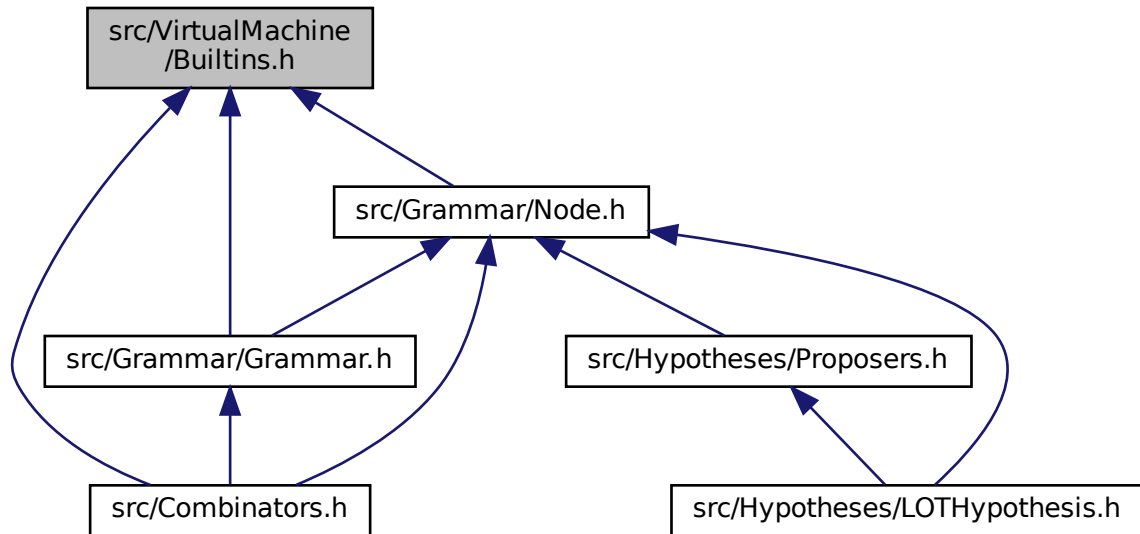 src/VirtualMachine
/Builtins.h
src/Grammar/Node.h
src/Grammar/Grammar.h
src/Hypotheses/Proposers.h
src/Combinators.h
src/Hypotheses/LOTHypothesis.h